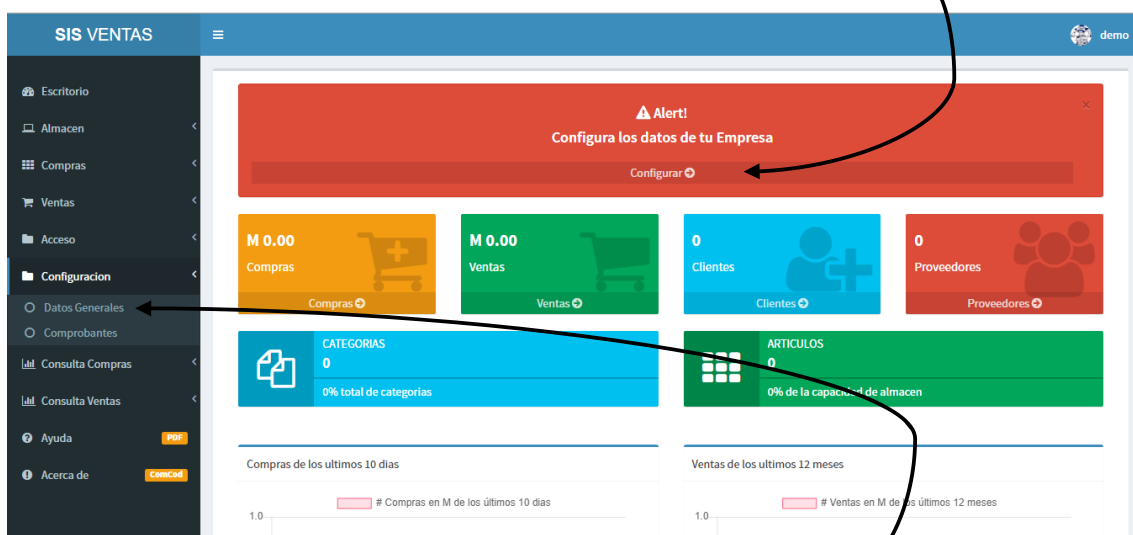 SIS VENTAS
demo
Escritorio
Almacen
Compras
Ventas
Acceso
Configuracion
Datos Generales
Comprobantes
Consulta Compras
Consulta Ventas
Ayuda PDF
Acerca de ComCod
×
Alert!
Configura los datos de tu Empresa
Configurar
M 0.00
Compras
Compras
M 0.00
Ventas
Ventas
0
Clientes
Clientes
0
Proveedores
Proveedores
CATEGORIAS
0
0% total de categorias
ARTICULOS
0
0% de la capacidad de almacen
Compras de los ultimos 10 dias
# Compras en M de los últimos 10 dias
1.0
Ventas de los ultimos 12 meses
# Ventas en M de los últimos 12 meses
1.0